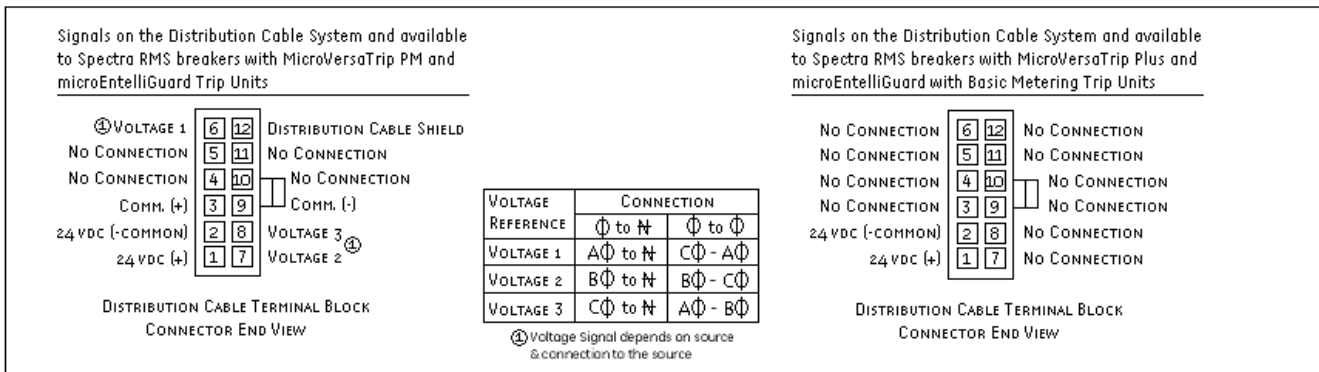 Signals on the Distribution Cable System and available
to Spectra RMS breakers with MicroVersaTrip PM and
microEntelliGuard Trip Units
① VOLTAGE 1 6 12 DISTRIBUTION CABLE SHIELD
NO CONNECTION 5 11 NO CONNECTION
NO CONNECTION 4 10 NO CONNECTION
COMM. (+) 3 9 COMM. (-)
24 VDC (-COMMON) 2 8 VOLTAGE 3
①
24 VDC (+) 1 7 VOLTAGE 2
DISTRIBUTION CABLE TERMINAL BLOCK
CONNECTOR END VIEW
VOLTAGE REFERENCE CONNECTION
Φ to N Φ to Φ
VOLTAGE 1 AΦ to N CΦ - AΦ
VOLTAGE 2 BΦ to N BΦ - CΦ
VOLTAGE 3 CΦ to N AΦ - BΦ
① Voltage Signal depends on source
& connection to the source
Signals on the Distribution Cable System and available
to Spectra RMS breakers with MicroVersaTrip Plus and
microEntelliGuard with Basic Metering Trip Units
NO CONNECTION 6 12 NO CONNECTION
NO CONNECTION 5 11 NO CONNECTION
NO CONNECTION 4 10 NO CONNECTION
NO CONNECTION 3 9 NO CONNECTION
24 VDC (-COMMON) 2 8 NO CONNECTION
24 VDC (+) 1 7 NO CONNECTION
DISTRIBUTION CABLE TERMINAL BLOCK
CONNECTOR END VIEW